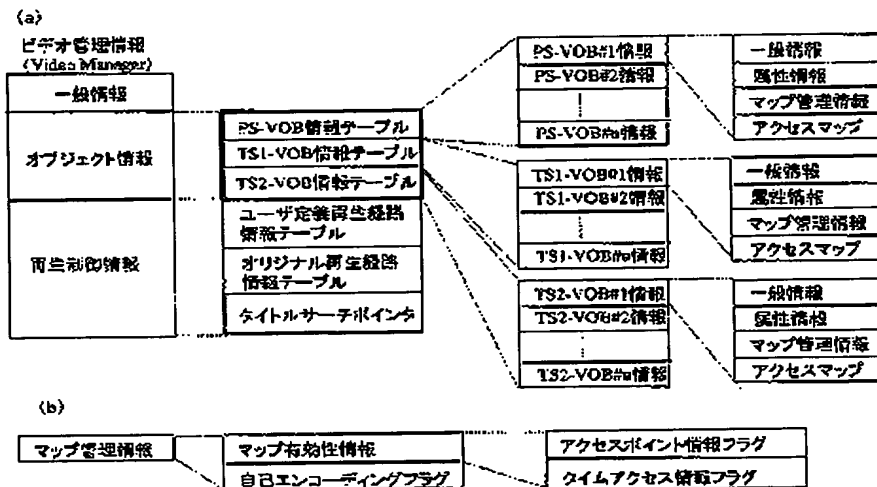 (a)
ビデオ管理情報
(Video Manager)
一般情報
オブジェクト情報
再生制御情報
PS-VOB情報テーブル
TS1-VOB情報テーブル
TS2-VOB情報テーブル
ユーザ定義再生経路
情報テーブル
オリジナル再生経路
情報テーブル
タイトルサーチポインタ
PS-VOB#1情報
PS-VOB#2情報
PS-VOB#n情報
一般情報
属性情報
マップ管理情報
アクセスマップ
TS1-VOB#1情報
TS1-VOB#2情報
TS1-VOB#n情報
一般情報
属性情報
マップ管理情報
アクセスマップ
TS2-VOB#1情報
TS2-VOB#2情報
TS2-VOB#n情報
一般情報
属性情報
マップ管理情報
アクセスマップ
(b)
マップ管理情報
マップ有効性情報
自己エンコーディングフラグ
アクセスポイント情報フラグ
タイムアクセス情報フラグ